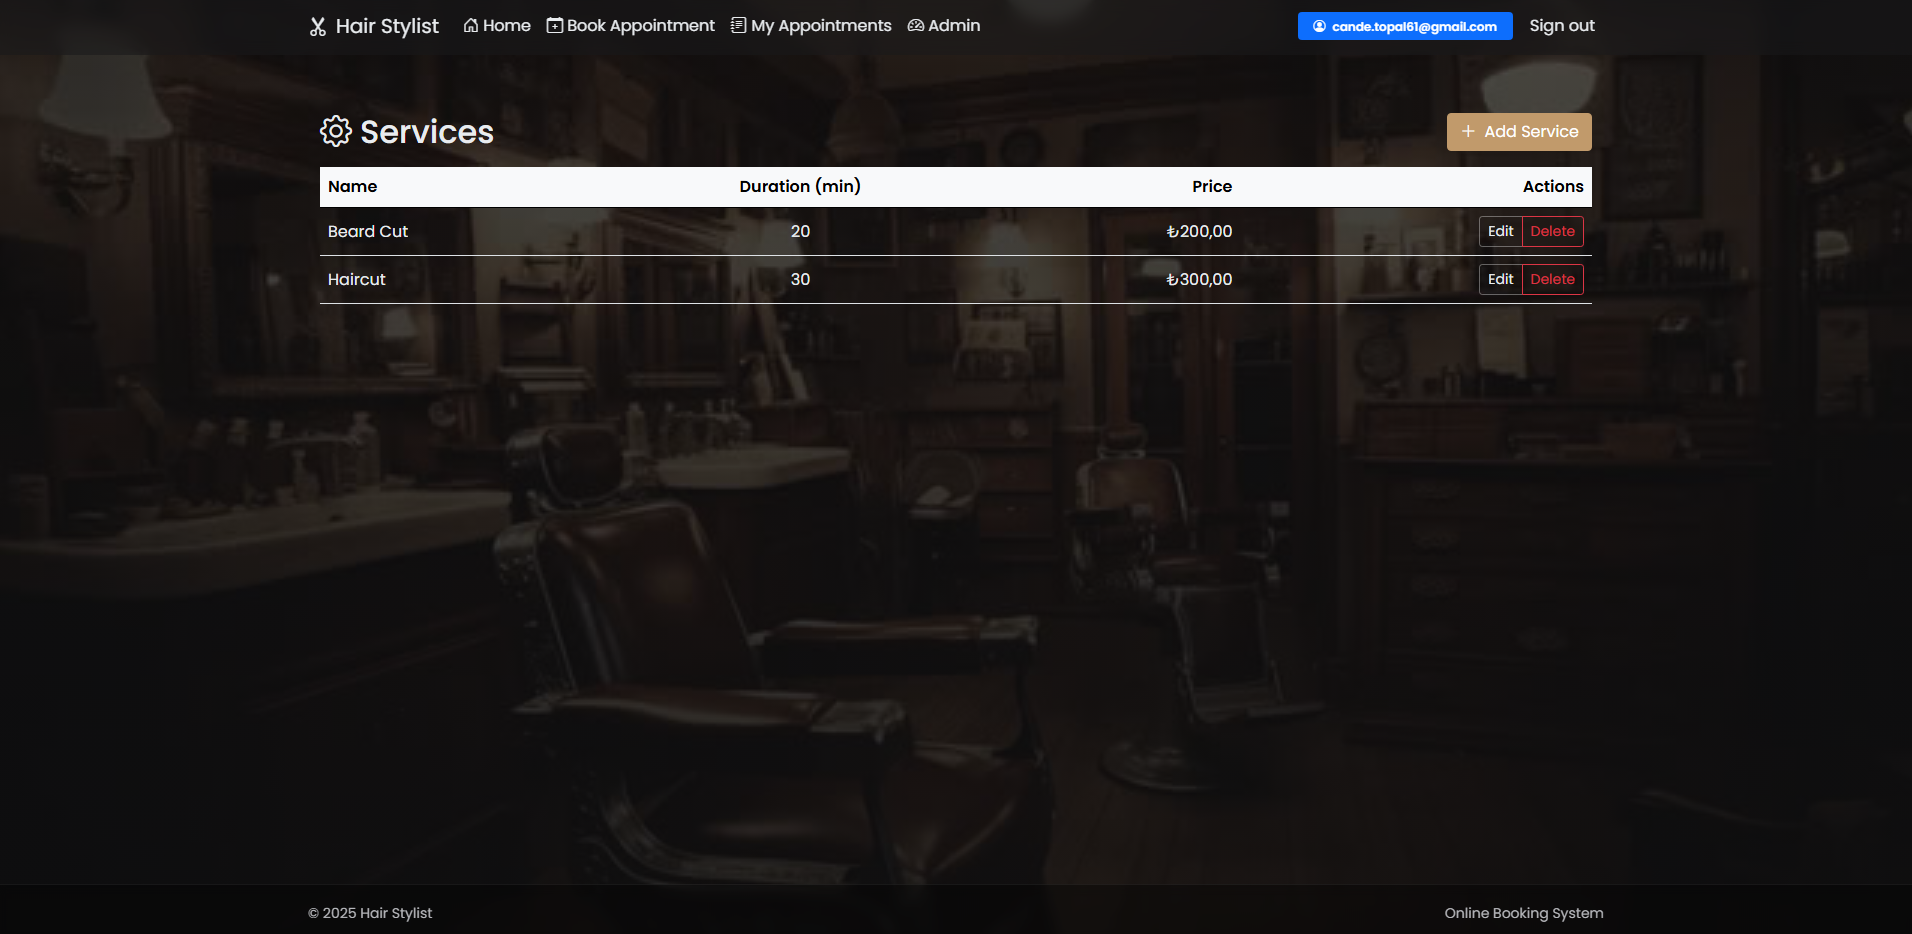 Hair Stylist Home Book Appointment My Appointments Admin cande.topal61@gmail.com Sign out
Services + Add Service
Name Duration (min) Price Actions
Beard Cut 20 ₺200,00 Edit Delete
Haircut 30 ₺300,00 Edit Delete
© 2025 Hair Stylist Online Booking System